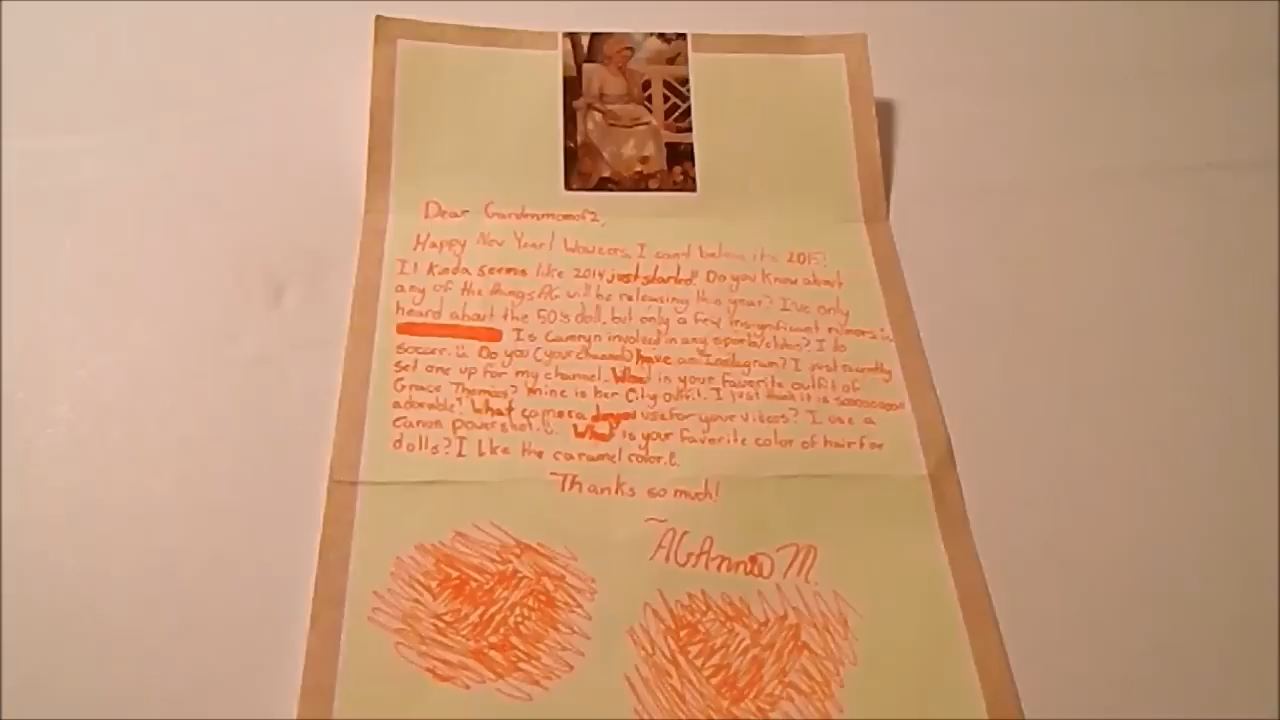 Dear Gardenmomof2,
Happy New Year! Wowzers, I can't believe it's 2015!
It kinda seems like 2014 just started! Do you know about
any of the things AG will be releasing this year? I've only
heard about the 50's doll, but only a few insignificant rumors
Is Camryn involved in any sports/clubs? I do
soccer. Do you (your channel) have an Instagram? I just recently
set one up for my channel. What is your favorite outfit of
Grace Thomas? Mine is her City outfit. I just think it is
adorable! What camera do you use for your videos? I use a
Canon powershot. What is your favorite color of hair for
dolls? I like the caramel color.
Thanks so much!
~AGAnnie M.